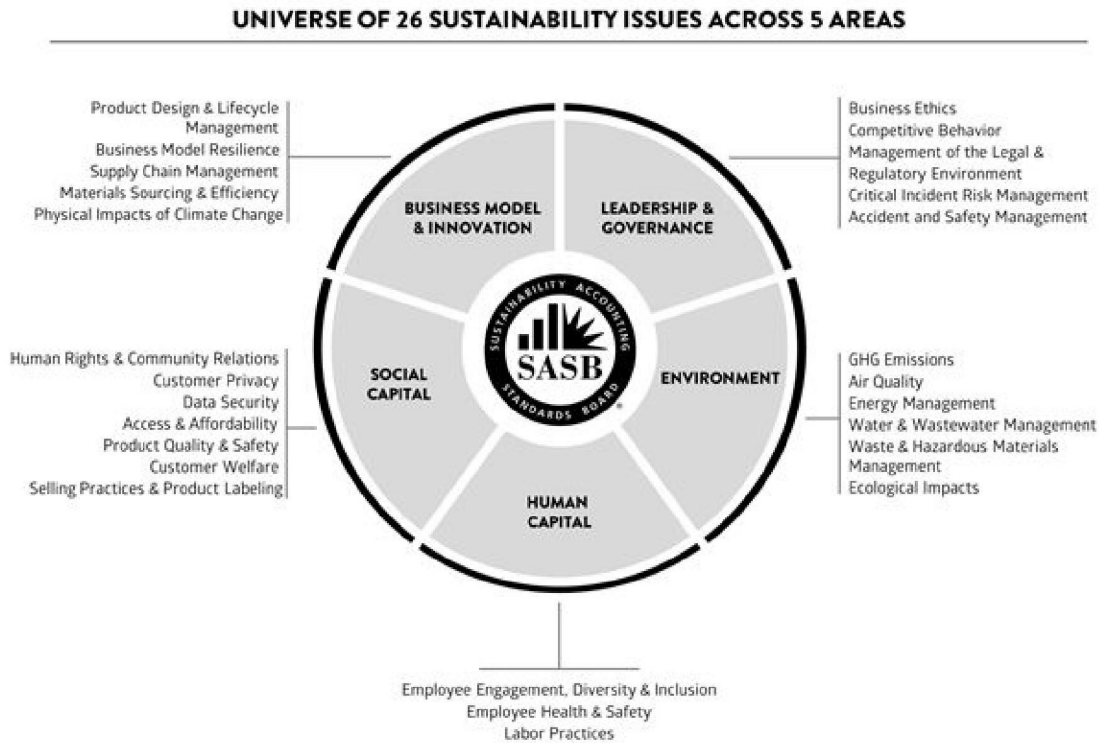 UNIVERSE OF 26 SUSTAINABILITY ISSUES ACROSS 5 AREAS
Product Design & Lifecycle
Management
Business Model Resilience
Supply Chain Management
Materials Sourcing & Efficiency
Physical Impacts of Climate Change
Business Ethics
Competitive Behavior
Management of the Legal &
Regulatory Environment
Critical Incident Risk Management
Accident and Safety Management
BUSINESS MODEL
& INNOVATION
LEADERSHIP &
GOVERNANCE
SUSTAINABILITY ACCOUNTING
SASB
STANDARDS BOARD
®
SOCIAL
CAPITAL
ENVIRONMENT
HUMAN
CAPITAL
Human Rights & Community Relations
Customer Privacy
Data Security
Access & Affordability
Product Quality & Safety
Customer Welfare
Selling Practices & Product Labeling
GHG Emissions
Air Quality
Energy Management
Water & Wastewater Management
Waste & Hazardous Materials
Management
Ecological Impacts
Employee Engagement, Diversity & Inclusion
Employee Health & Safety
Labor Practices